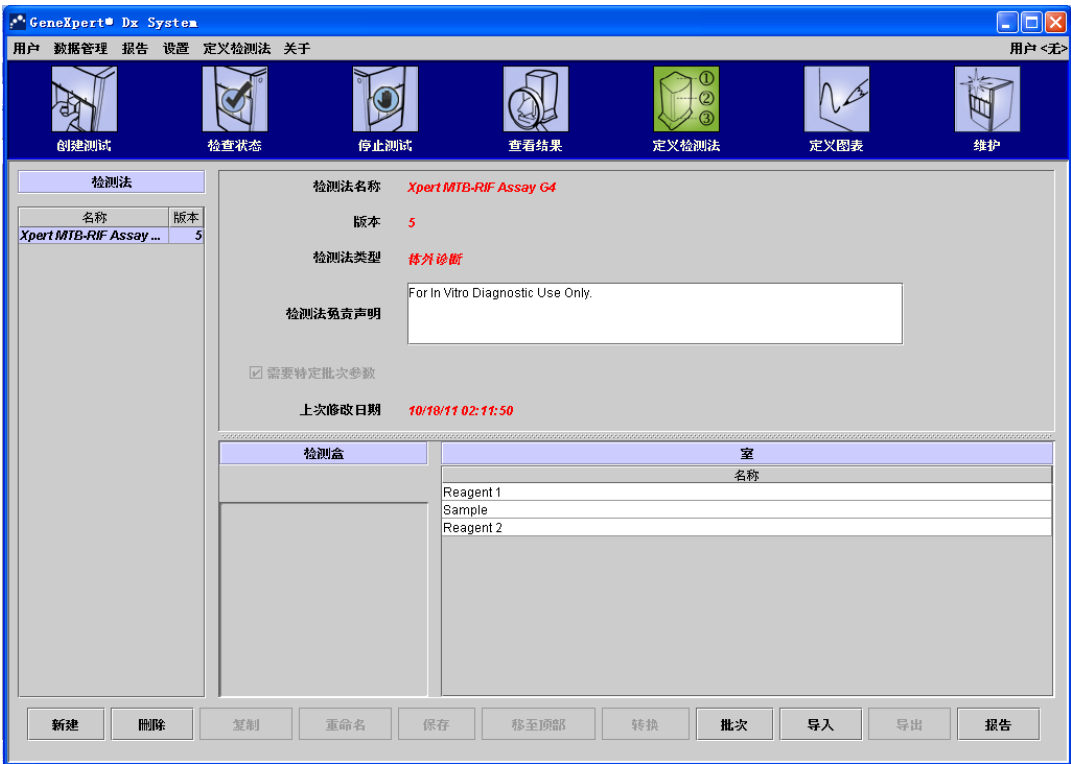 GeneXpert® Dx System
用户 数据管理 报告 设置 定义检测法 关于 用户 <无>
① ② ③
创建测试 检查状态 停止测试 查看结果 定义检测法 定义图表 维护
检测法
名称 版本
Xpert MTB-RIF Assay ... 5
检测法名称 Xpert MTB-RIF Assay G4
版本 5
检测法类型 体外诊断
检测法免责声明 For In Vitro Diagnostic Use Only.
需要特定批次参数
上次修改日期 10/18/11 02:11:50
检测盒 室
名称
Reagent 1
Sample
Reagent 2
新建 删除 复制 重命名 保存 移至顶部 转换 批次 导入 导出 报告